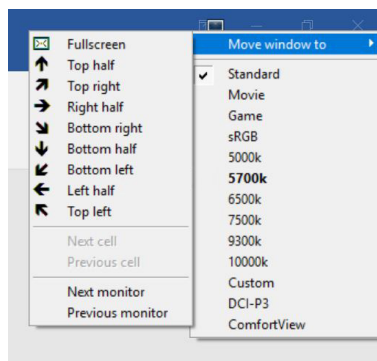 Move window to
Fullscreen
Top half
Top right
Right half
Bottom right
Bottom half
Bottom left
Left half
Top left
Next cell
Previous cell
Next monitor
Previous monitor
Standard
Movie
Game
sRGB
5000k
5700k
6500k
7500k
9300k
10000k
Custom
DCI-P3
ComfortView